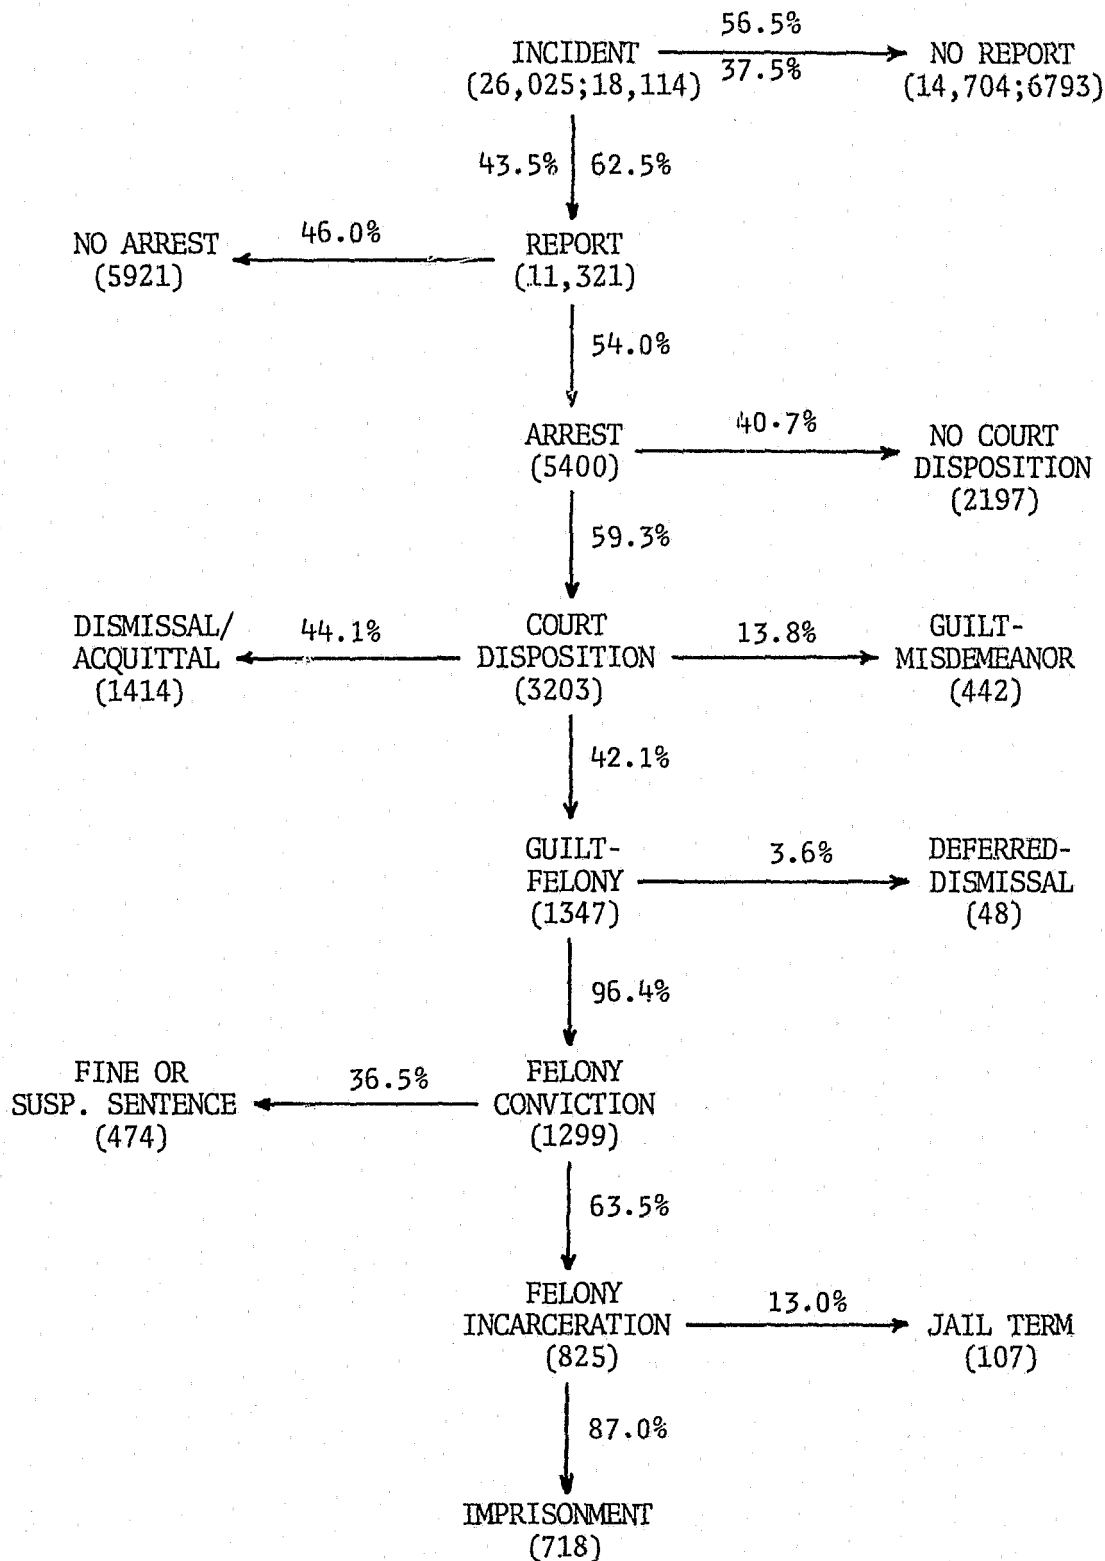 56.5%
INCIDENT
NO REPORT
37.5%
(26,025;18,114)
(14,704;6793)
43.5%
62.5%
NO ARREST
46.0%
REPORT
(5921)
(11,321)
54.0%
ARREST
40.7%
NO COURT
(5400)
DISPOSITION
(2197)
59.3%
DISMISSAL/
44.1%
COURT
13.8%
GUILT-
ACQUITTAL
DISPOSITION
MISDEMEANOR
(1414)
(3203)
(442)
42.1%
GUILT-
3.6%
DEFERRED-
FELONY
DISMISSAL
(1347)
(48)
96.4%
FINE OR
36.5%
FELONY
SUSP. SENTENCE
CONVICTION
(474)
(1299)
63.5%
FELONY
13.0%
INCARCERATION
JAIL TERM
(825)
(107)
87.0%
IMPRISONMENT
(718)